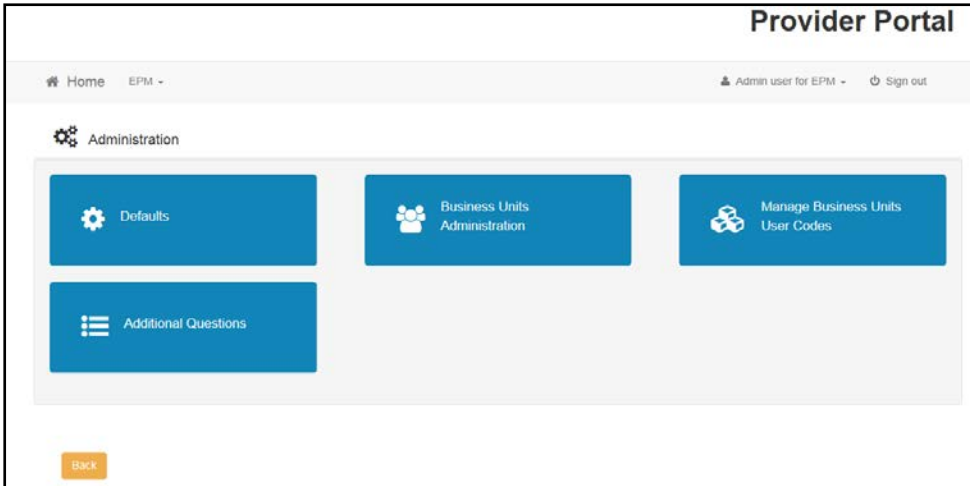 Provider Portal
Home EPM Admin user for EPM Sign out
Administration
Defaults
Business Units
Administration
Manage Business Units
User Codes
Additional Questions
Back